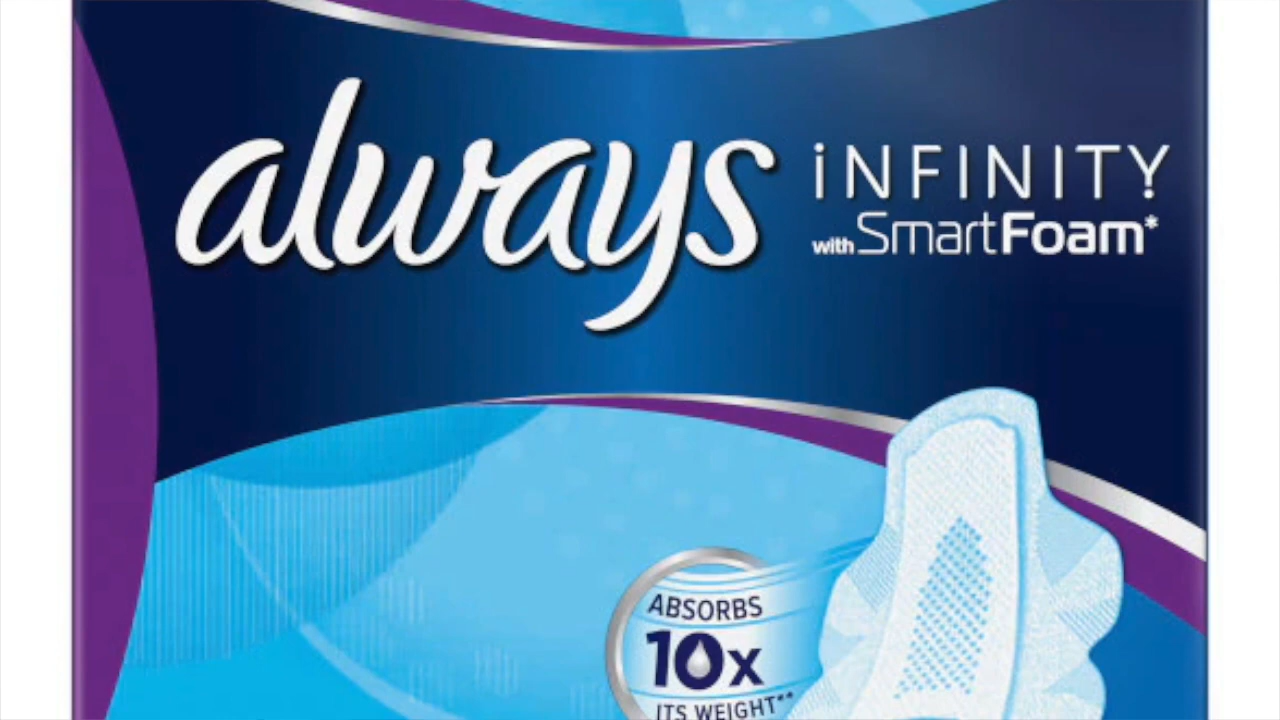 always
iNFINITY
with SmartFoam*
ABSORBS
10x
ITS WEIGHT**